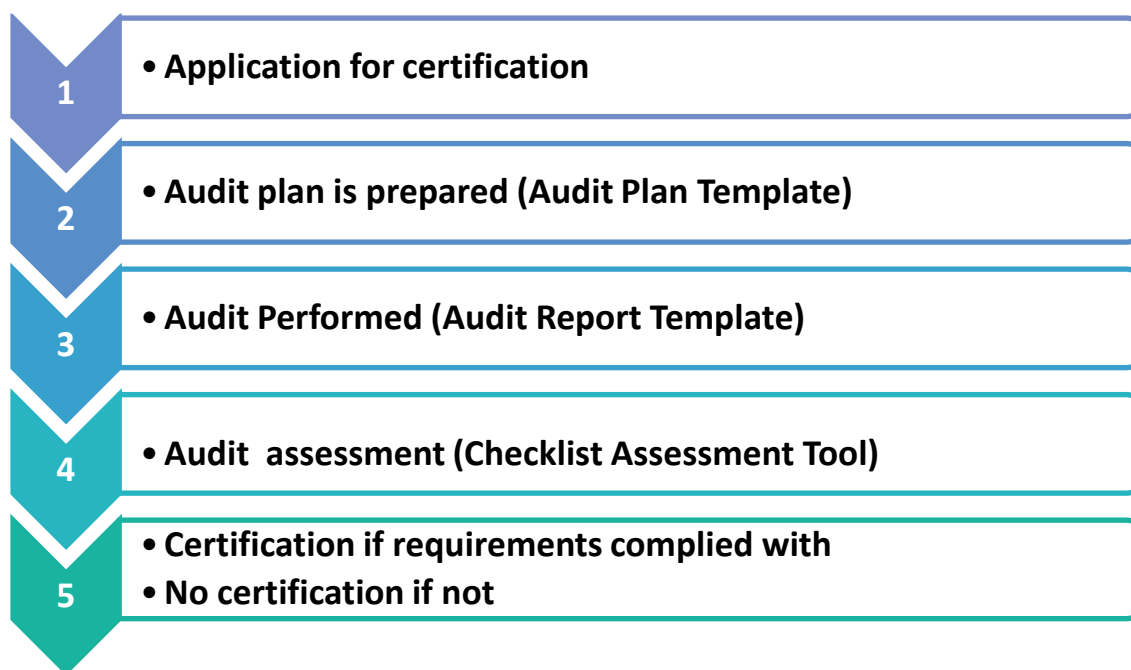 1
• Application for certification
2
• Audit plan is prepared (Audit Plan Template)
3
• Audit Performed (Audit Report Template)
4
• Audit  assessment (Checklist Assessment Tool)
5
• Certification if requirements complied with
• No certification if not